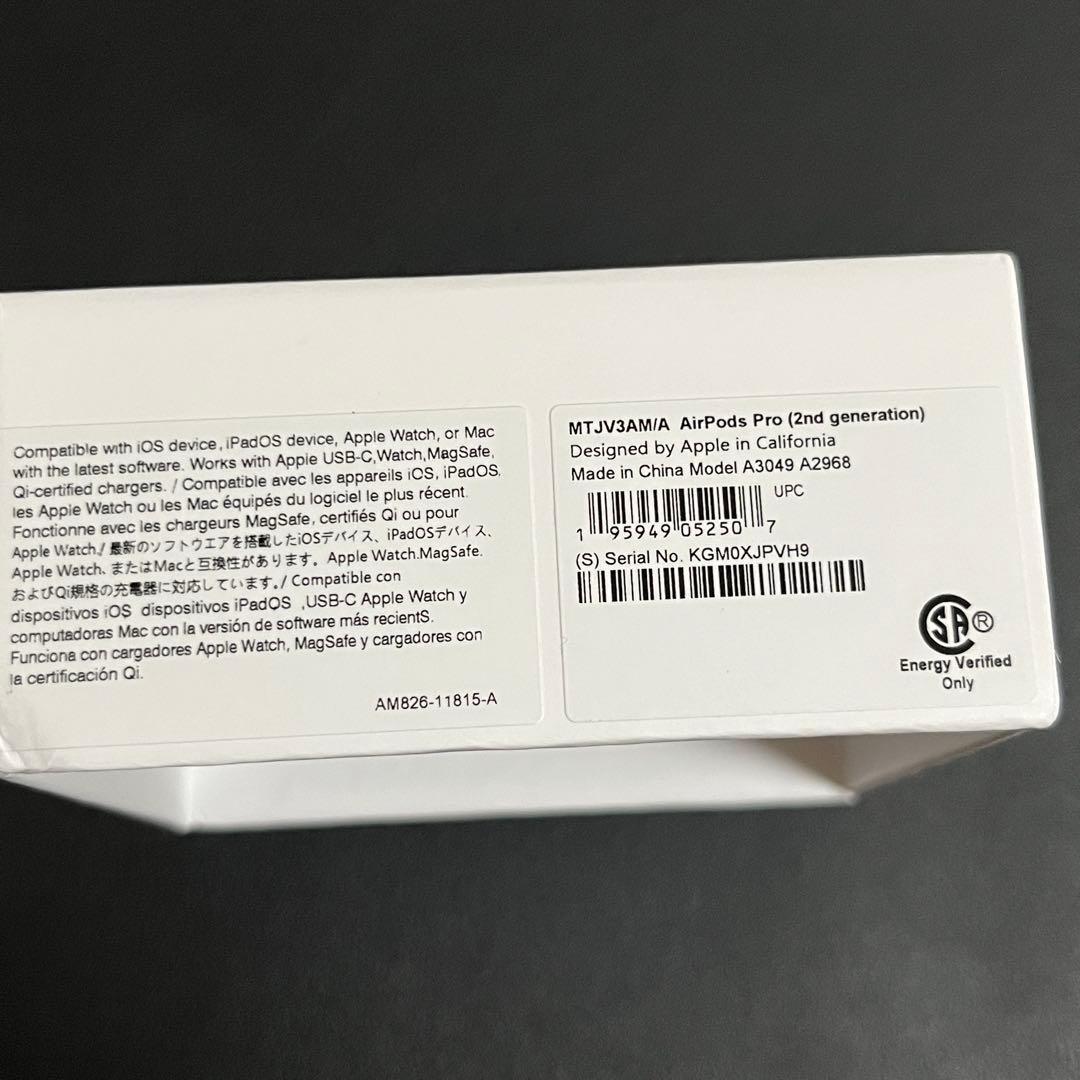 Compatible with iOS device, iPadOS device, Apple Watch, or Mac
with the latest software. Works with Apple USB-C,Watch,MagSafe,
Qi-certified chargers. / Compatible avec les appareils iCS, iPadOS.
les Apple Watch ou les Mac équipés du logiciel le plus récent.
Fonctionne avec les chargeurs MagSafe, certifiés Qi ou pour
Apple Watch./ 最新のソフトウエアを搭載したiOSデバイス、iPadOSデバイス、
Apple Watch、またはMacと互換性があります。Apple Watch.MagSafe.
およびQi規格の充電器に対応しています。/ Compatible con
dispositivos iOS dispositivos iPadOS ,USB-C Apple Watch y
computadoras Mac con la versión de software más recientS.
Funciona con cargadores Apple Watch, MagSafe y cargadores con
la certificación Qi.
AM826-11815-A
MTJV3AM/A AirPods Pro (2nd generation)
Designed by Apple in California
Made in China Model A3049 A2968
UPC
1 95949 05250 7
(S) Serial No. KGM0XJPVH9
SA ®
Energy Verified
Only